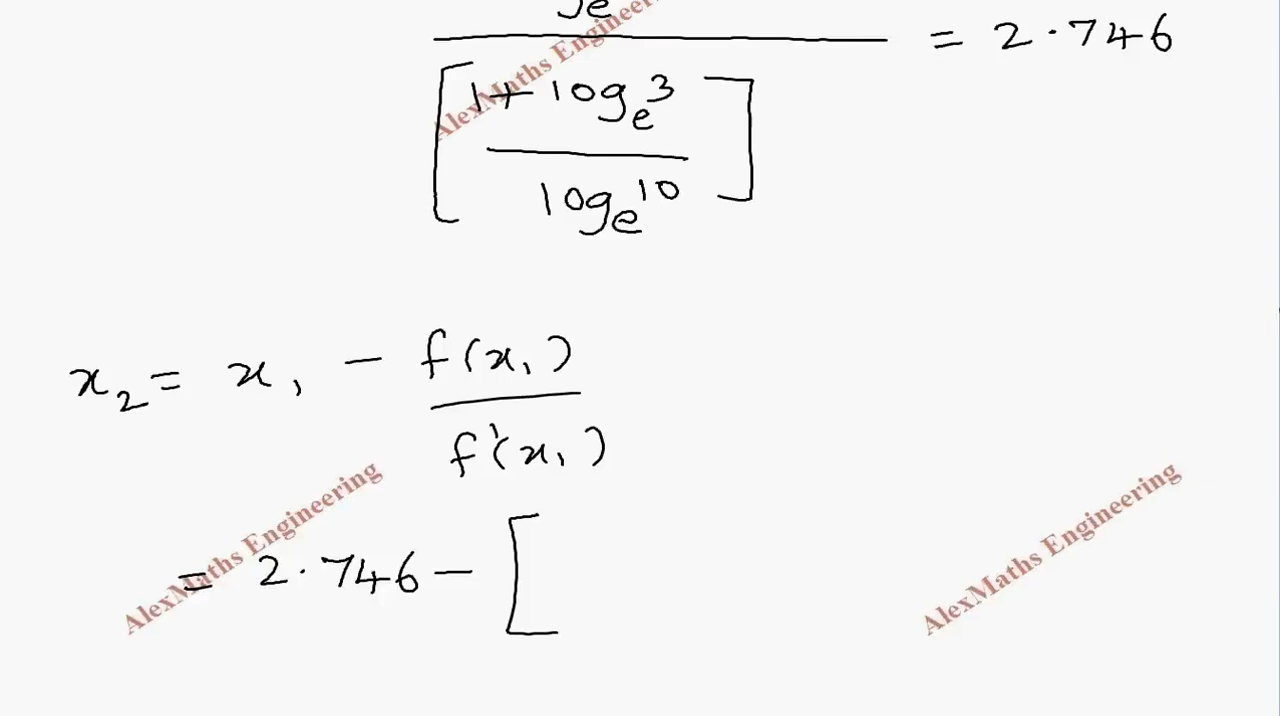 = 2.746
[1 + log_e 3
log_e 10]
x₂ = x₁ - f(x₁)
f'(x₁)
= 2.746 - [
AlexMaths Engineering
AlexMaths Engineering
AlexMaths Engineering